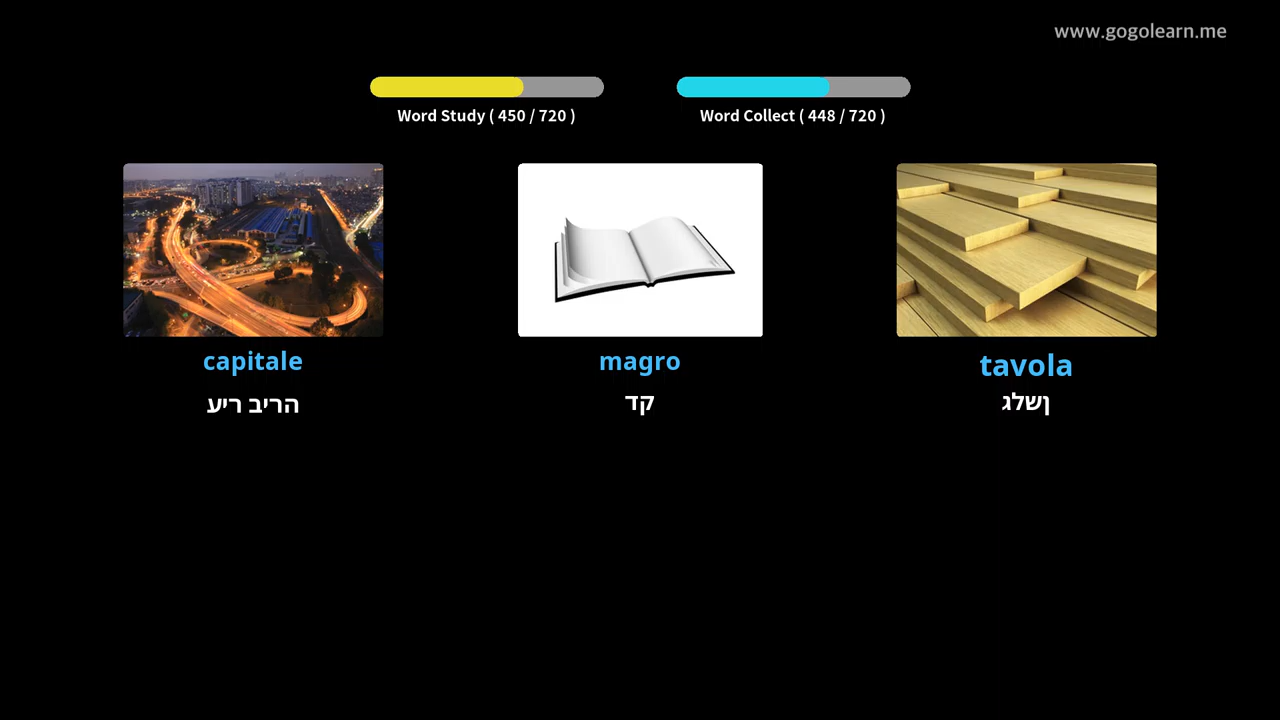 www.gogolearn.me
Word Study ( 450 / 720 )
Word Collect ( 448 / 720 )
capitale
הריב ריע
magro
קד
tavola
ןשלג